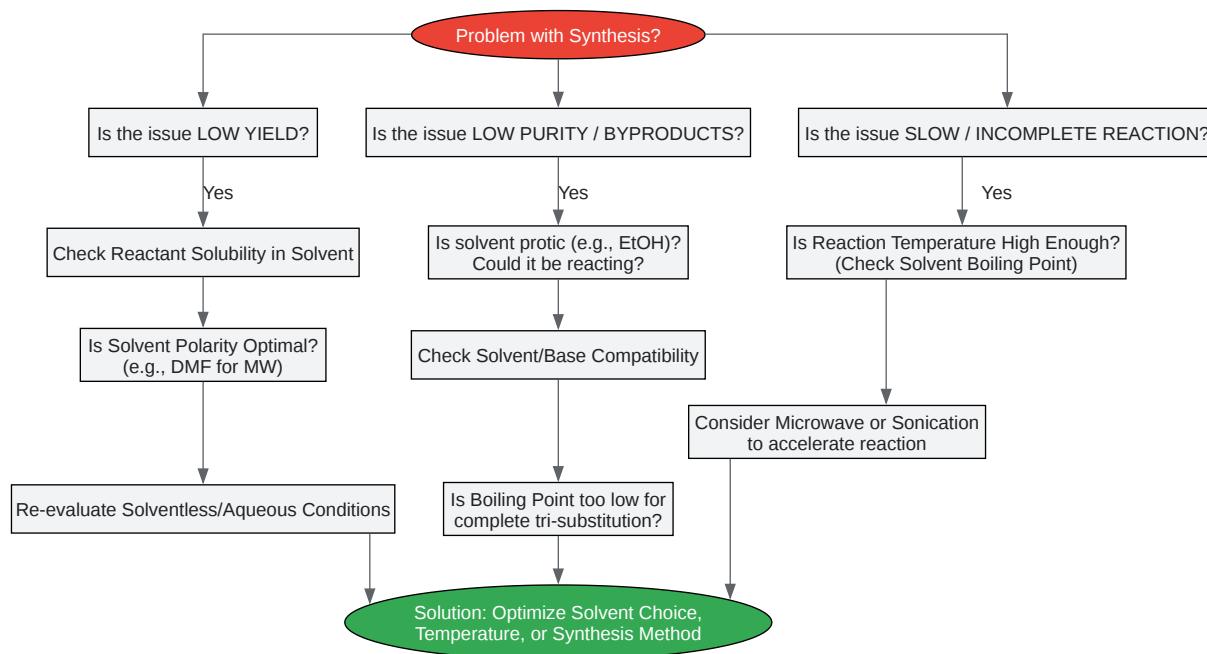 Problem with Synthesis?
Is the issue LOW YIELD?
Is the issue LOW PURITY / BYPRODUCTS?
Is the issue SLOW / INCOMPLETE REACTION?
Yes
Yes
Yes
Check Reactant Solubility in Solvent
Is solvent protic (e.g., EtOH)?
Could it be reacting?
Is Reaction Temperature High Enough?
(Check Solvent Boiling Point)
Is Solvent Polarity Optimal?
(e.g., DMF for MW)
Check Solvent/Base Compatibility
Consider Microwave or Sonication
to accelerate reaction
Re-evaluate Solventless/Aqueous Conditions
Is Boiling Point too low for
complete tri-substitution?
Solution: Optimize Solvent Choice,
Temperature, or Synthesis Method